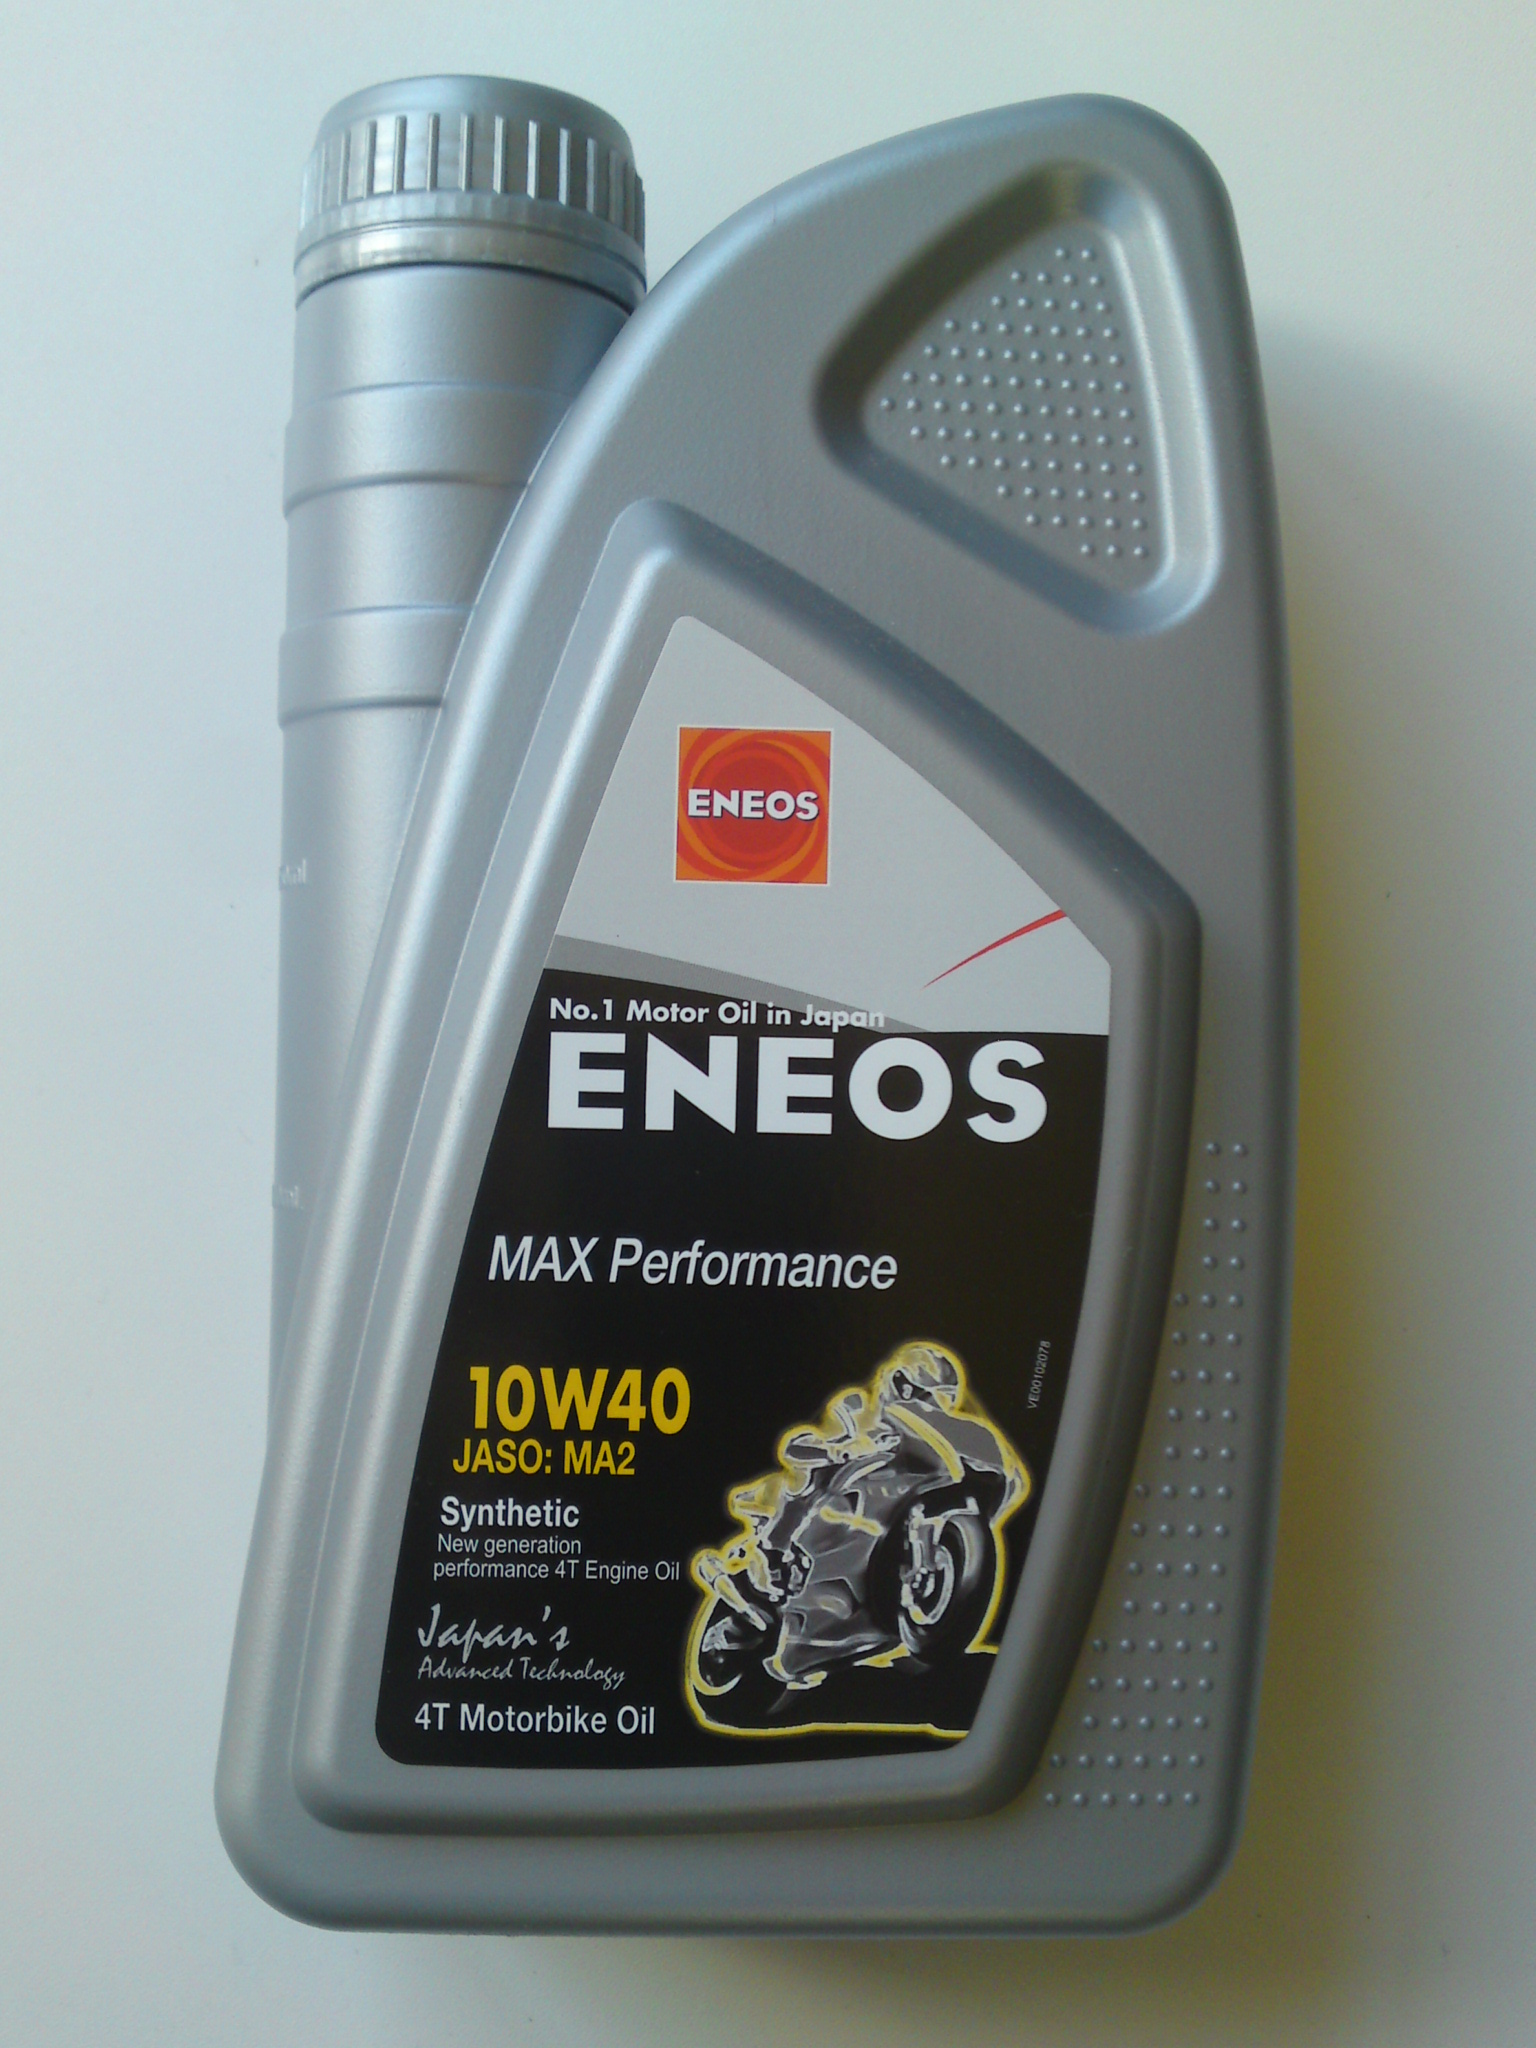 ENEOS
No.1 Motor Oil in Japan
ENEOS
MAX Performance
10W40
JASO: MA2
Synthetic
New generation
performance 4T Engine Oil
Japan's
Advanced Technology
4T Motorbike Oil
VE00102078